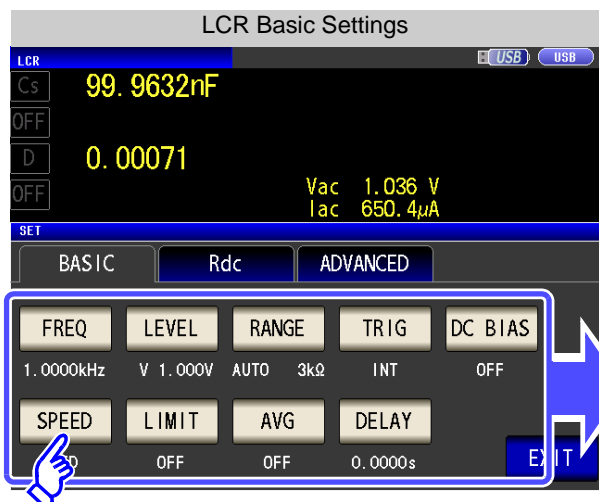 LCR Basic Settings
LCR USB USB
Cs 99.9632nF
OFF
D 0.00071
OFF
Vac 1.036 V
Iac 650.4μA
SET
BASIC Rdc ADVANCED
FREQ LEVEL RANGE TRIG DC BIAS
1.0000kHz V 1.000V AUTO 3kΩ INT OFF
SPEED LIMIT AVG DELAY
OFF OFF 0.0000s
EXIT